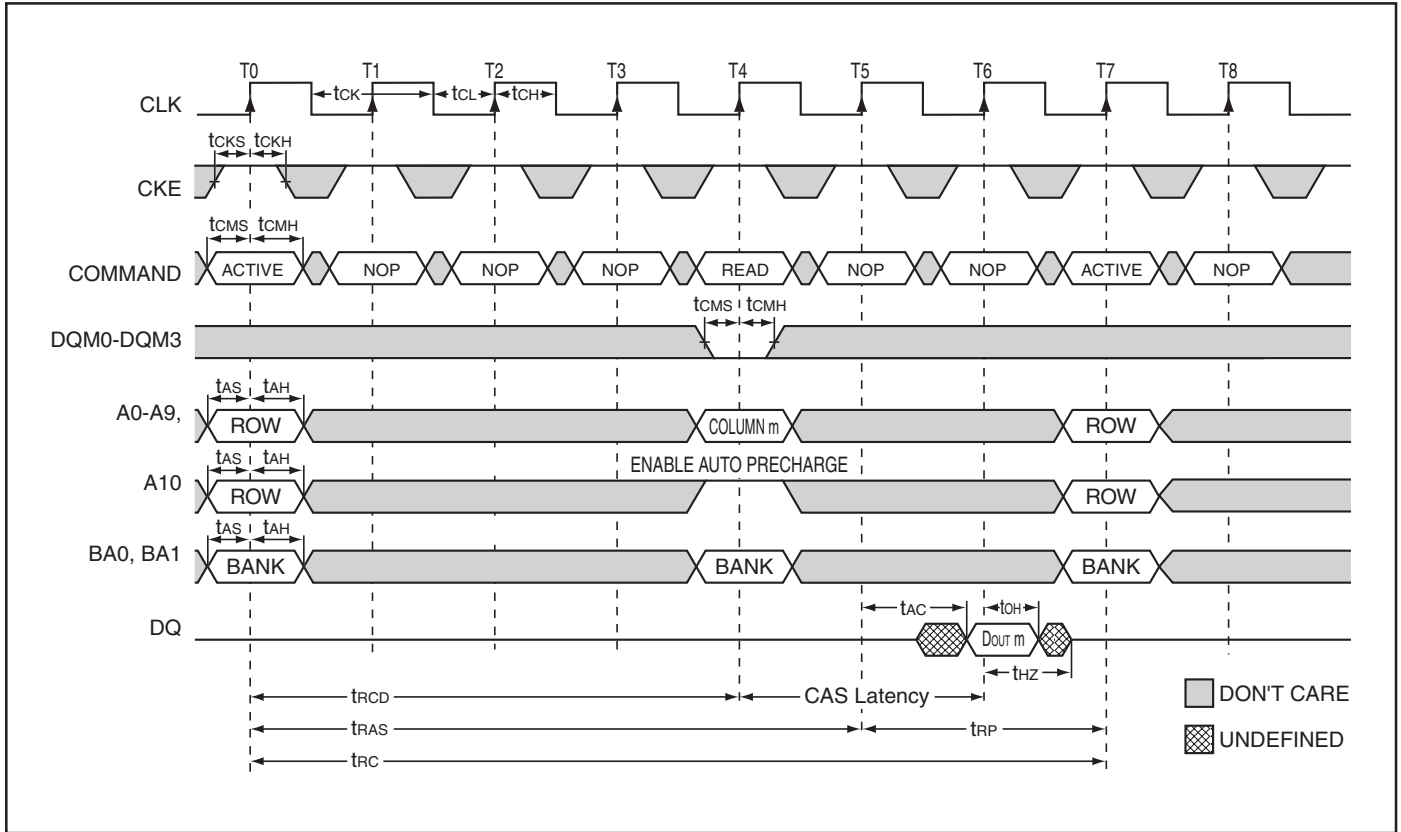 T0 T1 T2 T3 T4 T5 T6 T7 T8
CLK tCK tCL tCH
tCKS tCKH
CKE
tCMS tCMH
COMMAND ACTIVE NOP NOP NOP READ NOP NOP ACTIVE NOP
tCMS tCMH
DQM0-DQM3
tAS tAH
A0-A9, ROW COLUMN m ROW
tAS tAH ENABLE AUTO PRECHARGE
A10 ROW ROW
tAS tAH
BA0, BA1 BANK BANK BANK
tAC tOH
DQ DOUT m
tHZ
tRCD CAS Latency DON'T CARE
tRAS tRP UNDEFINED
tRC